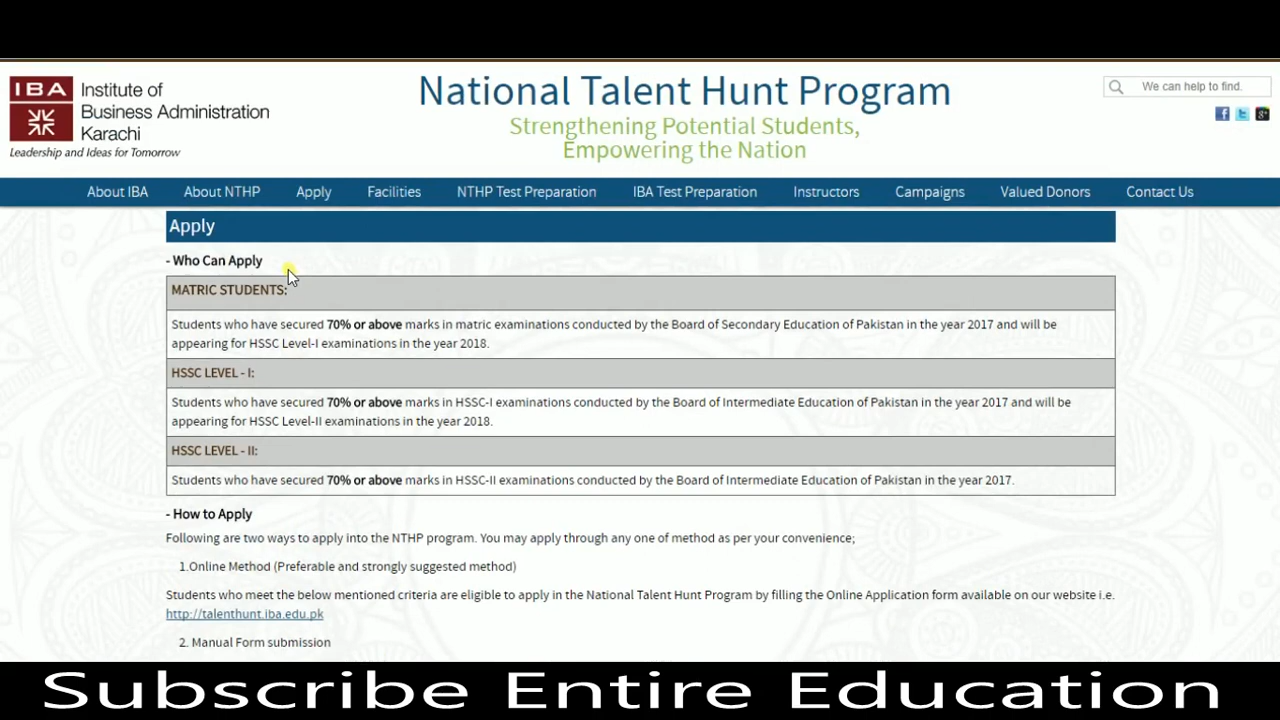 IBA
Institute of
Business Administration
Karachi
Leadership and Ideas for Tomorrow
National Talent Hunt Program
Strengthening Potential Students,
Empowering the Nation
We can help to find.
About IBA About NTHP Apply Facilities NTHP Test Preparation IBA Test Preparation Instructors Campaigns Valued Donors Contact Us
Apply
- Who Can Apply
MATRIC STUDENTS:
Students who have secured 70% or above marks in matric examinations conducted by the Board of Secondary Education of Pakistan in the year 2017 and will be
appearing for HSSC Level-I examinations in the year 2018.
HSSC LEVEL - I:
Students who have secured 70% or above marks in HSSC-I examinations conducted by the Board of Intermediate Education of Pakistan in the year 2017 and will be
appearing for HSSC Level-II examinations in the year 2018.
HSSC LEVEL - II:
Students who have secured 70% or above marks in HSSC-II examinations conducted by the Board of Intermediate Education of Pakistan in the year 2017.
- How to Apply
Following are two ways to apply into the NTHP program. You may apply through any one of method as per your convenience;
1.Online Method (Preferable and strongly suggested method)
Students who meet the below mentioned criteria are eligible to apply in the National Talent Hunt Program by filling the Online Application form available on our website i.e.
http://talenthunt.iba.edu.pk
2. Manual Form submission
Subscribe Entire Education